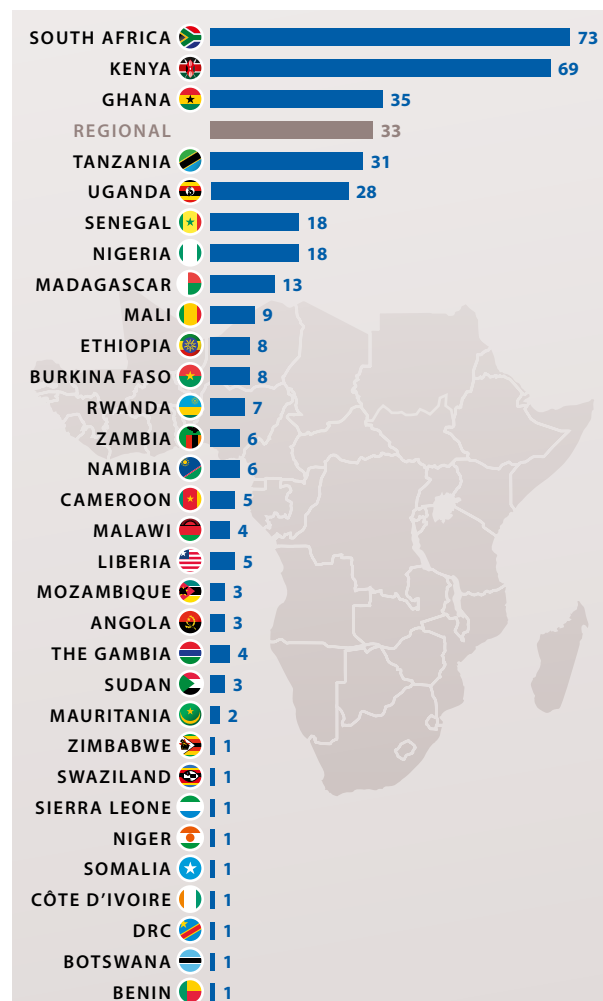 SOUTH AFRICA 73
KENYA 69
GHANA 35
REGIONAL 33
TANZANIA 31
UGANDA 28
SENEGAL 18
NIGERIA 18
MADAGASCAR 13
MALI 9
ETHIOPIA 8
BURKINA FASO 8
RWANDA 7
ZAMBIA 6
NAMIBIA 6
CAMEROON 5
MALAWI 4
LIBERIA 5
MOZAMBIQUE 3
ANGOLA 3
THE GAMBIA 4
SUDAN 3
MAURITANIA 2
ZIMBABWE 1
SWAZILAND 1
SIERRA LEONE 1
NIGER 1
SOMALIA 1
CÔTE D'IVOIRE 1
DRC 1
BOTSWANA 1
BENIN 1